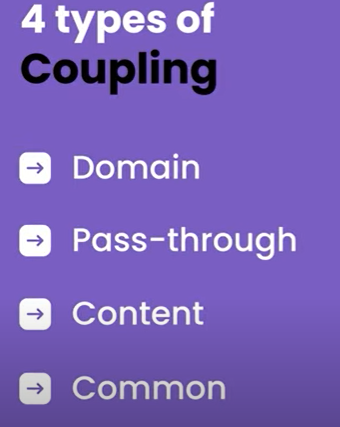 4 types of
Coupling
Domain
Pass-through
Content
Common